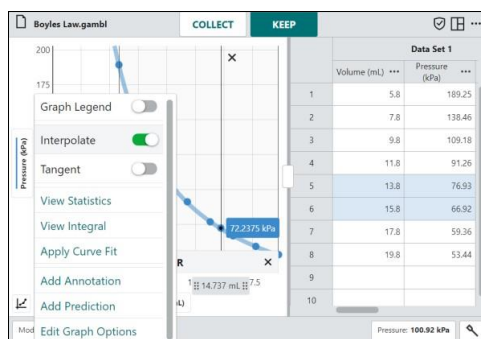 Boyles Law.gambl
COLLECT
KEEP
200
175
Pressure (kPa)
Graph Legend
Interpolate
Tangent
View Statistics
View Integral
Apply Curve Fit
Add Annotation
Add Prediction
Edit Graph Options
72.2375 kPa
R
14.737 mL
7.5
L)
Mod
Data Set 1
Volume (mL) Pressure (kPa)
1 5.8 189.25
2 7.8 138.46
3 9.8 109.18
4 11.8 91.26
5 13.8 76.93
6 15.8 66.92
7 17.8 59.36
8 19.8 53.44
9
10
Pressure: 100.92 kPa